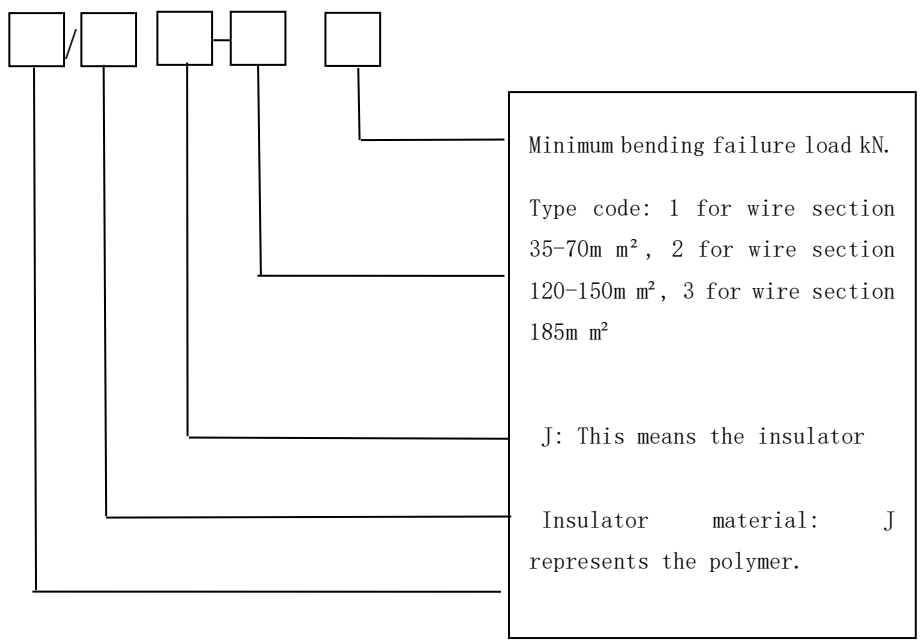 / -
Minimum bending failure load kN.
Type code: 1 for wire section
35-70m m², 2 for wire section
120-150m m², 3 for wire section
185m m²
J: This means the insulator
Insulator material: J
represents the polymer.